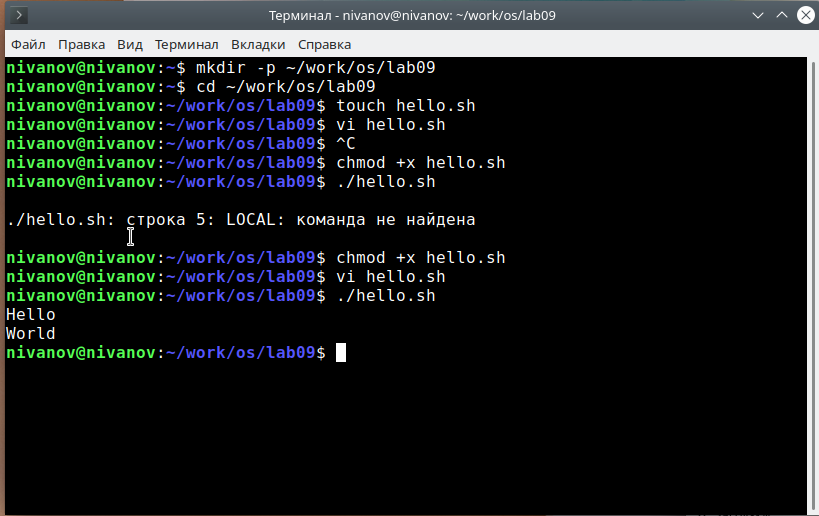 Терминал - nivanov@nivanov: ~/work/os/lab09
Файл Правка Вид Терминал Вкладки Справка
nivanov@nivanov:~$ mkdir -p ~/work/os/lab09
nivanov@nivanov:~$ cd ~/work/os/lab09
nivanov@nivanov:~/work/os/lab09$ touch hello.sh
nivanov@nivanov:~/work/os/lab09$ vi hello.sh
nivanov@nivanov:~/work/os/lab09$ ^C
nivanov@nivanov:~/work/os/lab09$ chmod +x hello.sh
nivanov@nivanov:~/work/os/lab09$ ./hello.sh
./hello.sh: строка 5: LOCAL: команда не найдена
nivanov@nivanov:~/work/os/lab09$ chmod +x hello.sh
nivanov@nivanov:~/work/os/lab09$ vi hello.sh
nivanov@nivanov:~/work/os/lab09$ ./hello.sh
Hello
World
nivanov@nivanov:~/work/os/lab09$